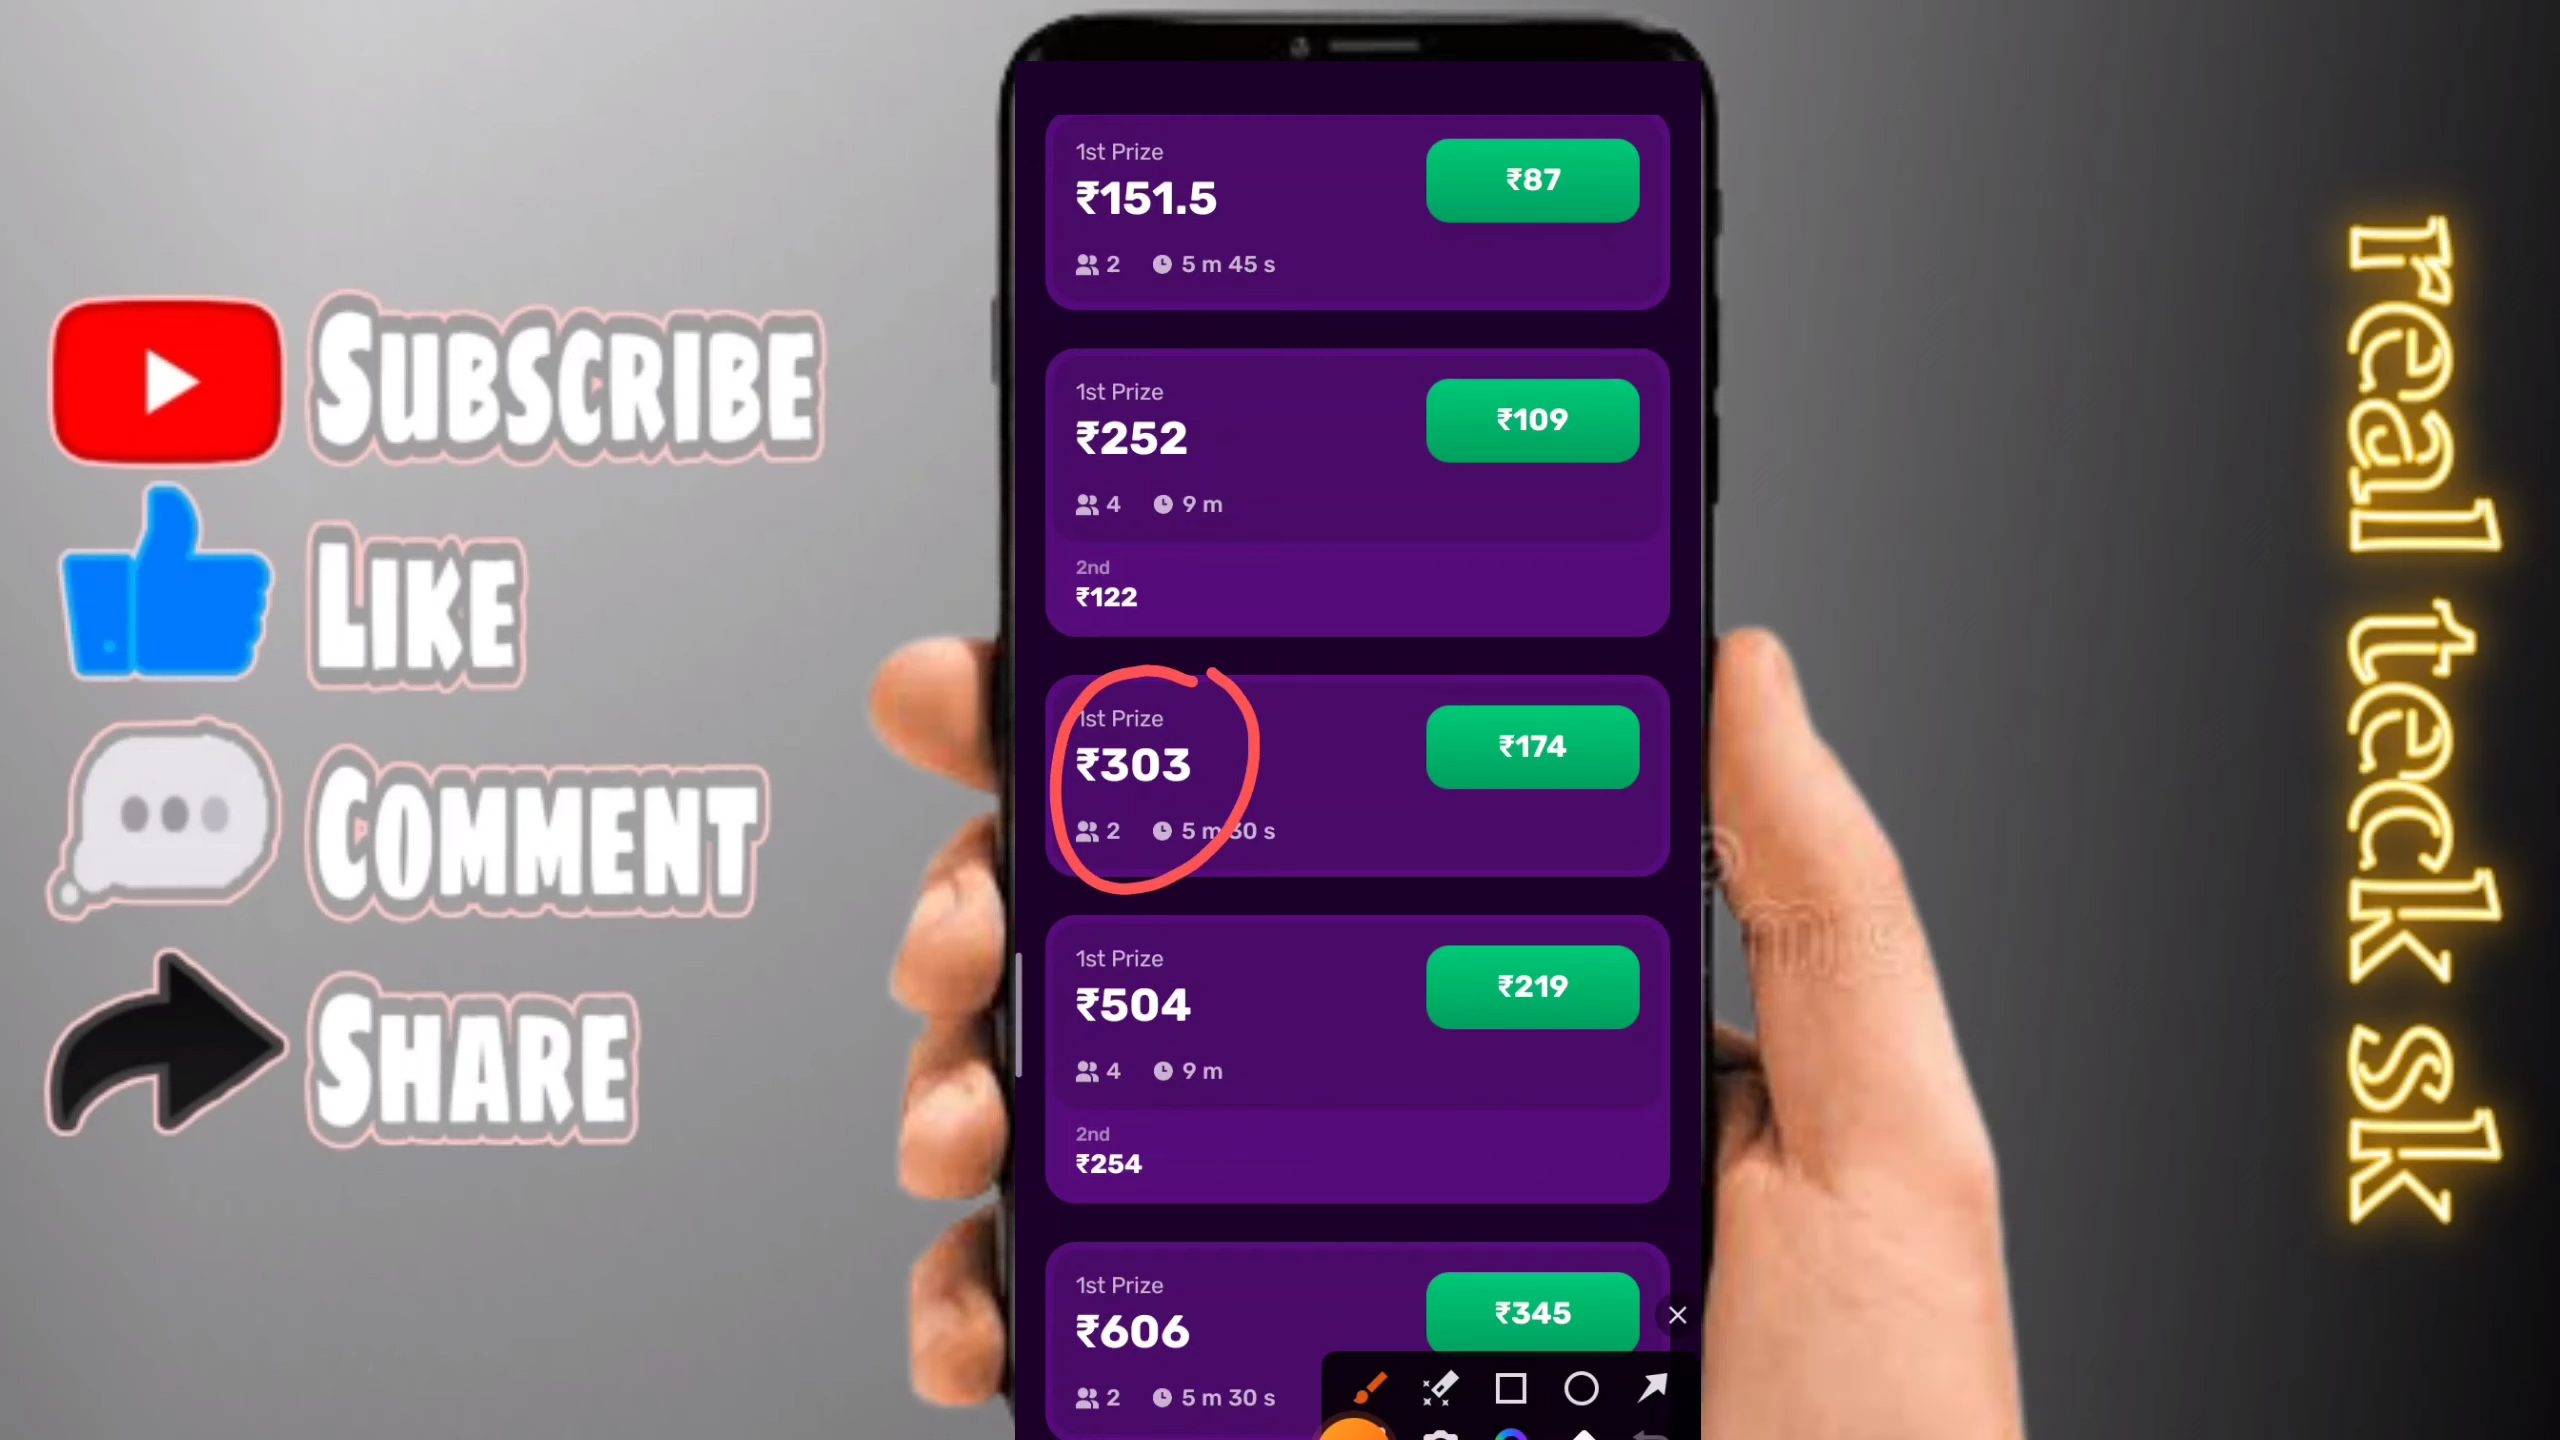 SUBSCRIBE
LIKE
COMMENT
SHARE
1st Prize
₹151.5
₹87
2
5 m 45 s
1st Prize
₹252
₹109
4
9 m
2nd
₹122
1st Prize
₹303
₹174
2
5 m 30 s
1st Prize
₹504
₹219
4
9 m
2nd
₹254
1st Prize
₹606
₹345
2
5 m 30 s
real teck sk